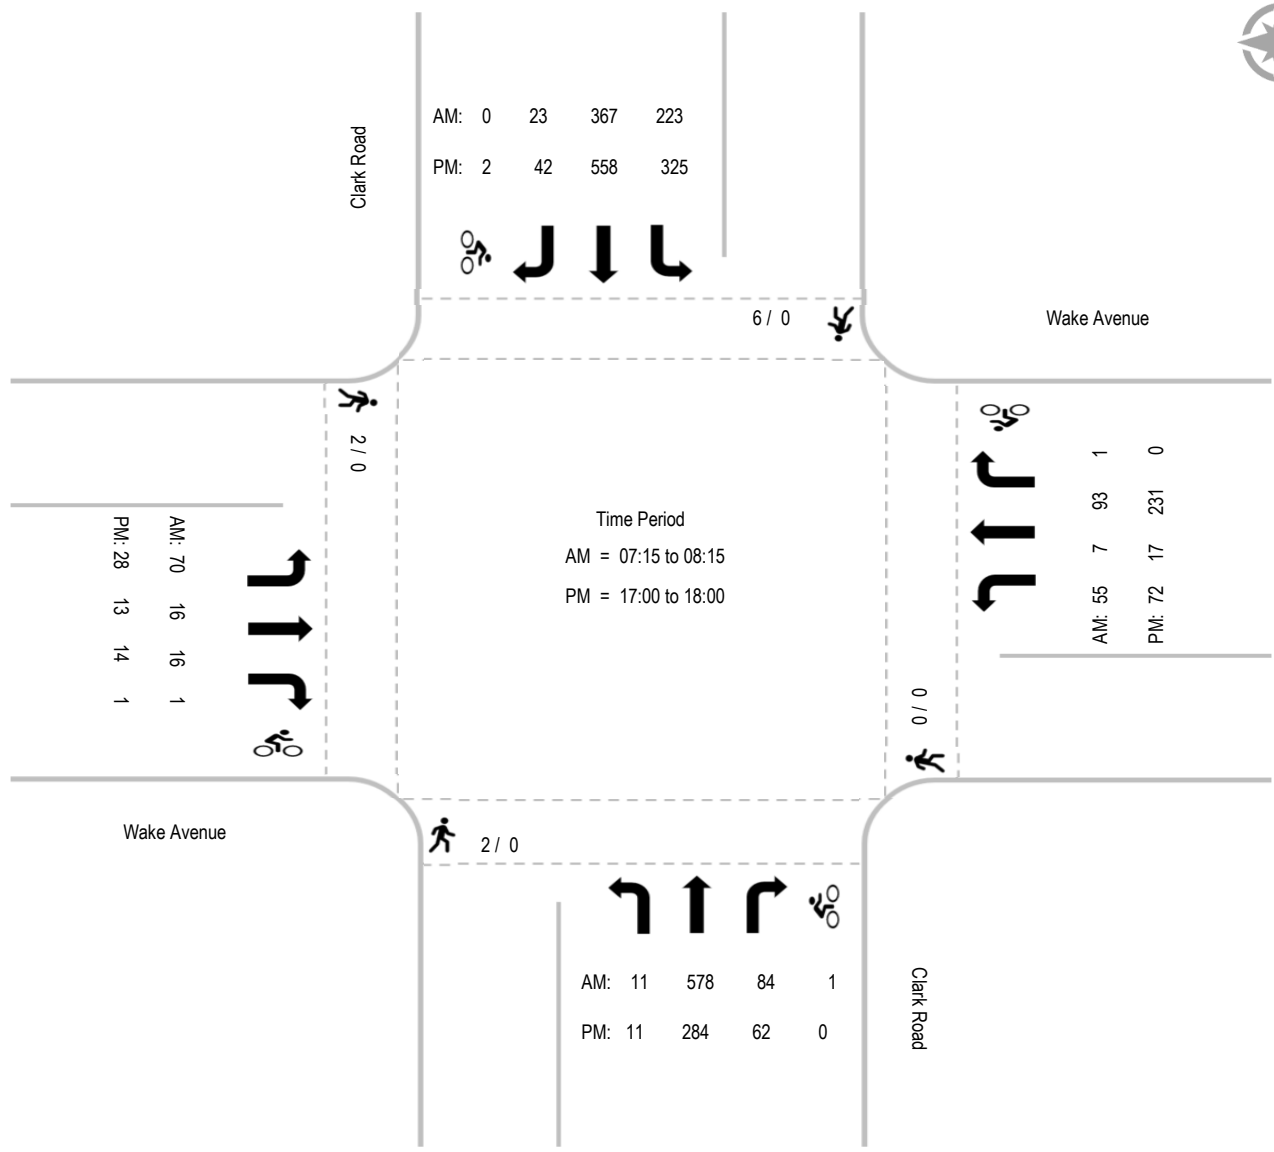 Clark Road
AM: 0 23 367 223
PM: 2 42 558 325
6 / 0
Wake Avenue
2 / 0
Time Period
AM = 07:15 to 08:15
PM = 17:00 to 18:00
AM: 55 7 93 1
PM: 72 17 231 0
AM: 70 16 16 1
PM: 28 13 14 1
0 / 0
Wake Avenue
2 / 0
AM: 11 578 84 1
PM: 11 284 62 0
Clark Road